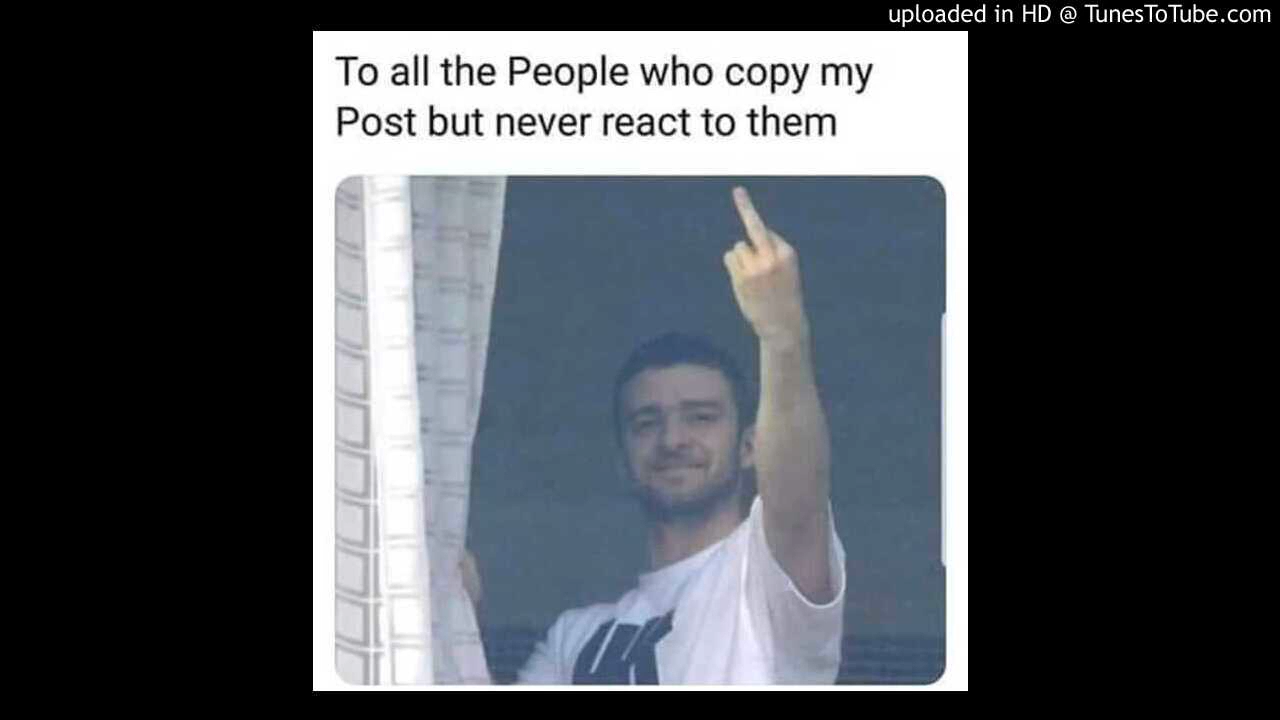 uploaded in HD @ TunesToTube.com
To all the People who copy my
Post but never react to them